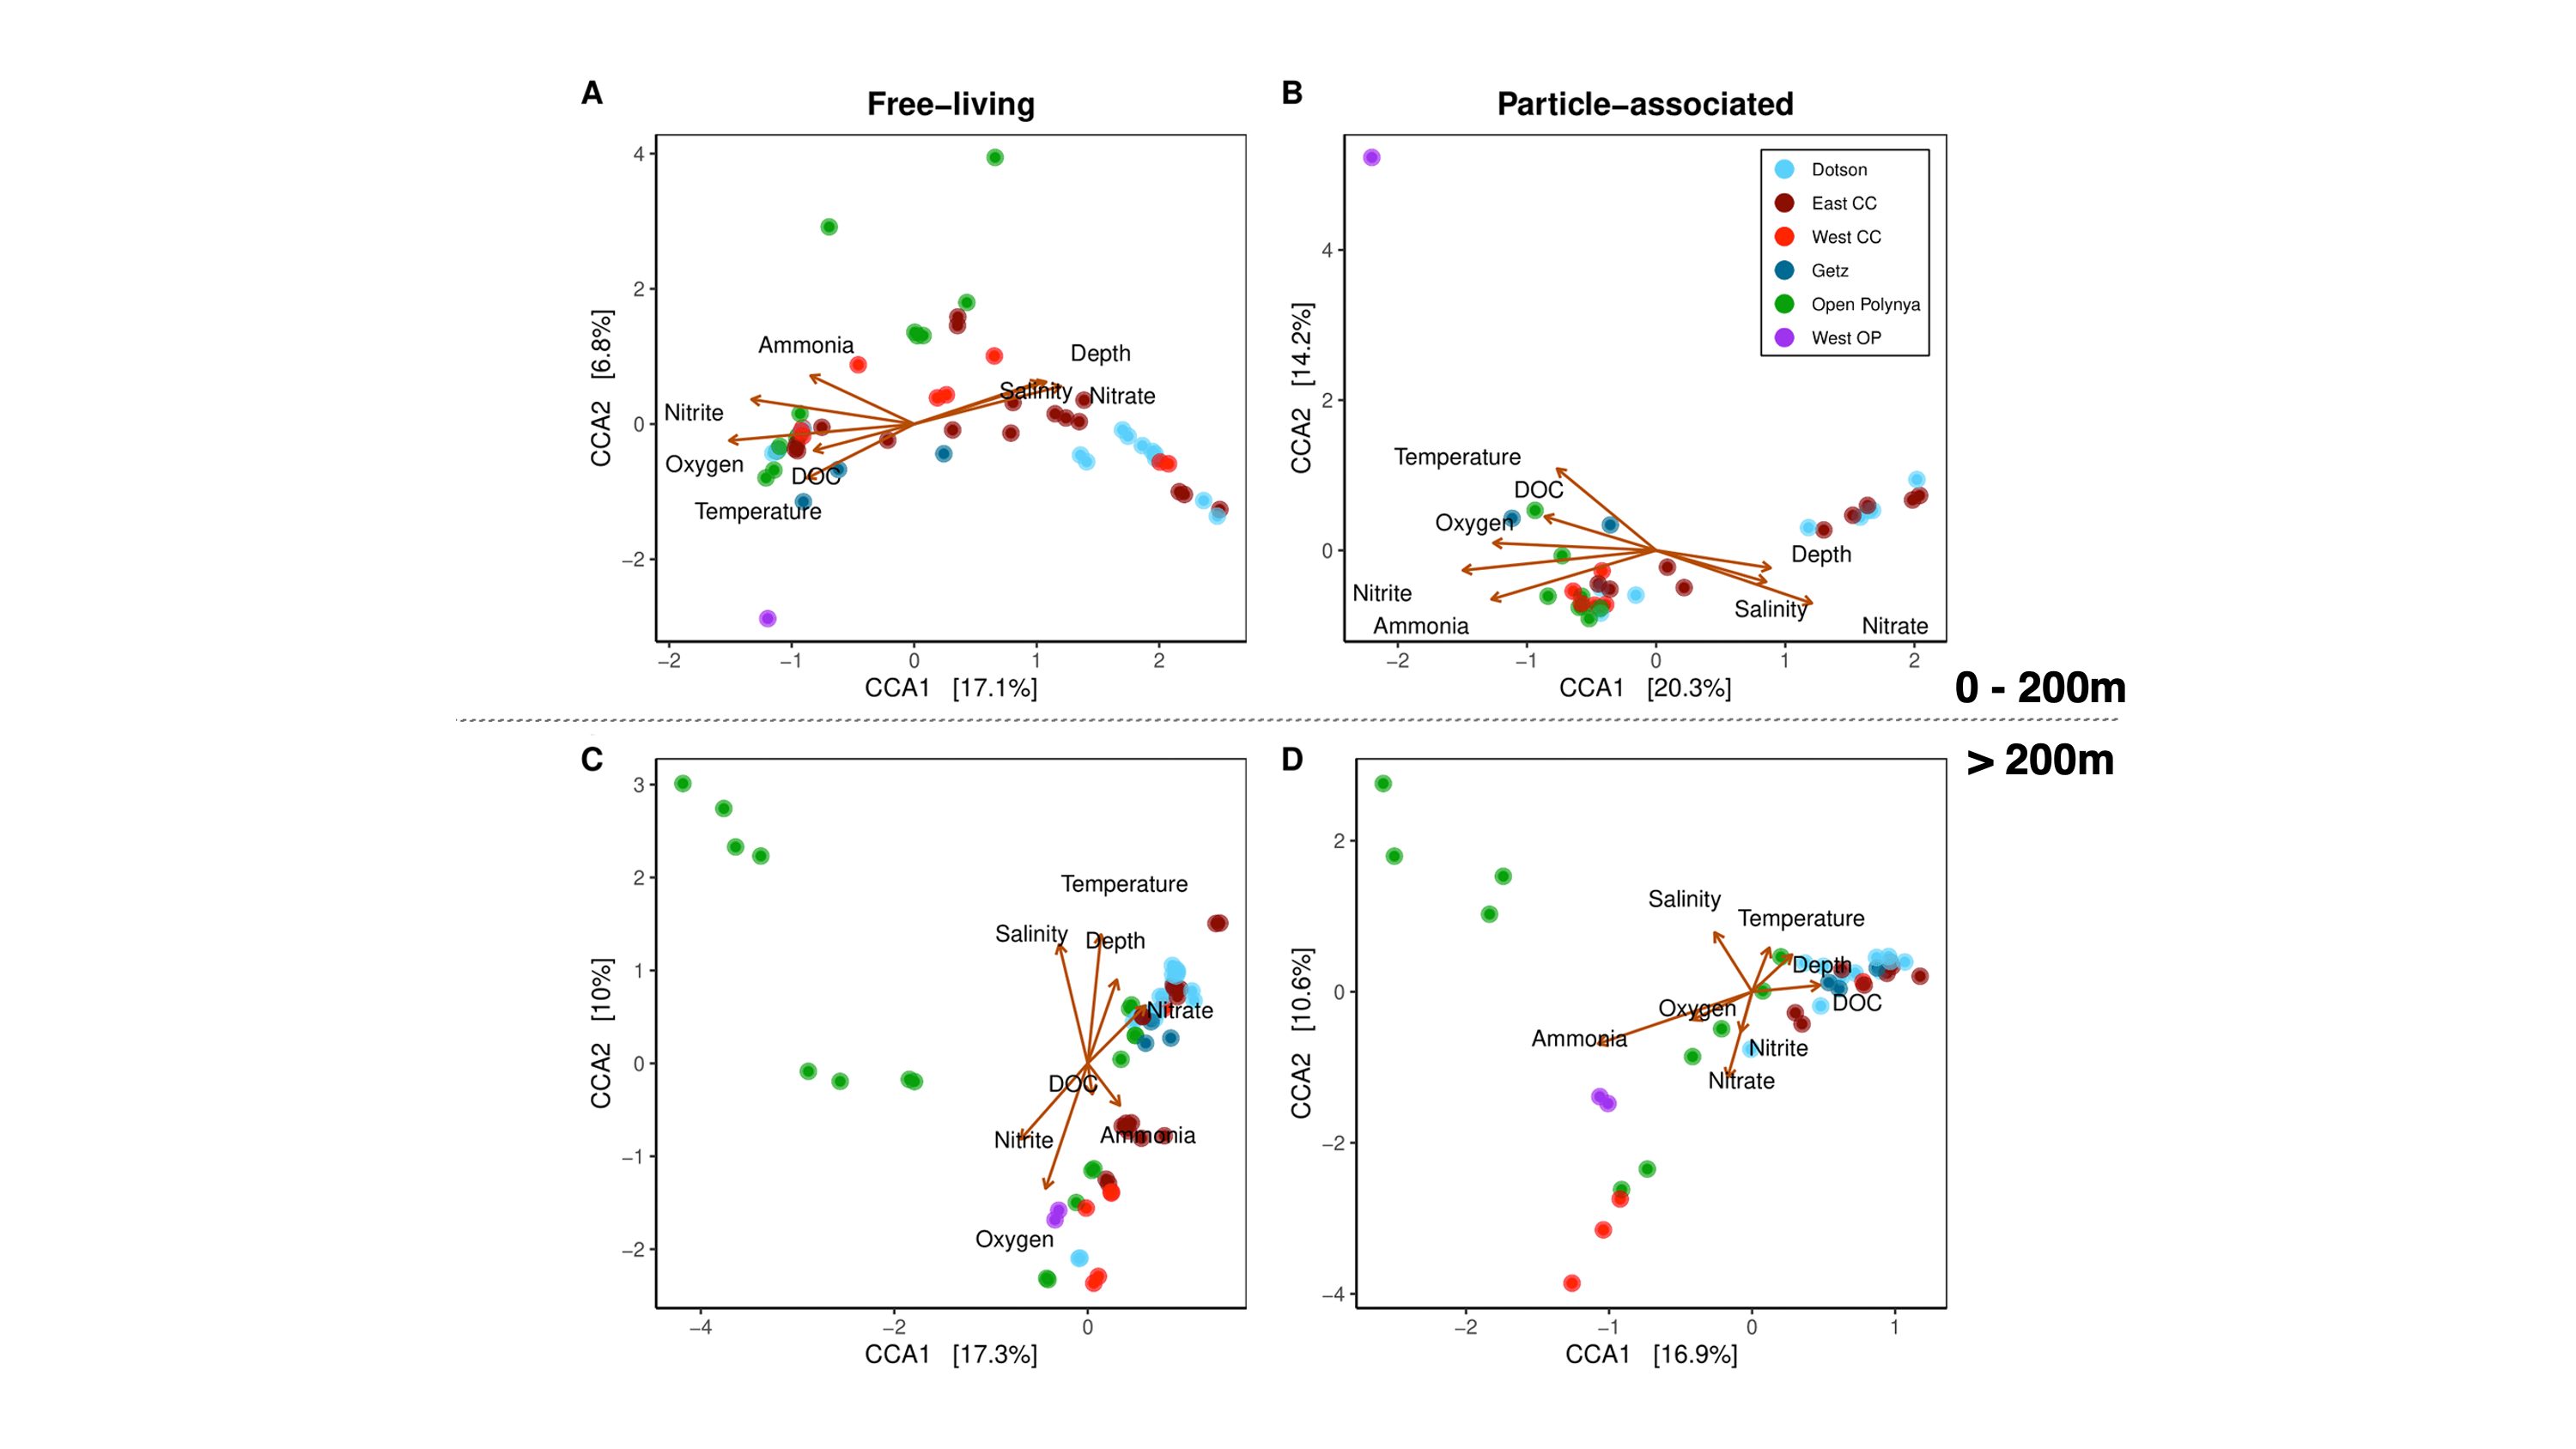 A
Free–living
CCA2 [6.8%]
4
2
0
−2
Ammonia
Nitrite
Oxygen
DOC
Temperature
Depth
Salinity
Nitrate
−2
−1
0
1
2
CCA1 [17.1%]
B
Particle–associated
CCA2 [14.2%]
4
2
0
Dotson
East CC
West CC
Getz
Open Polynya
West OP
Temperature
DOC
Oxygen
Nitrite
Ammonia
Depth
Salinity
Nitrate
−2
−1
0
1
2
CCA1 [20.3%]
0 - 200m
> 200m
C
CCA2 [10%]
3
2
1
0
−1
−2
Temperature
Salinity
Depth
Nitrate
DOC
Nitrite
Ammonia
Oxygen
−4
−2
0
CCA1 [17.3%]
D
CCA2 [10.6%]
2
0
−2
−4
Salinity
Temperature
Depth
Oxygen
DOC
Ammonia
Nitrite
Nitrate
−2
−1
0
1
CCA1 [16.9%]